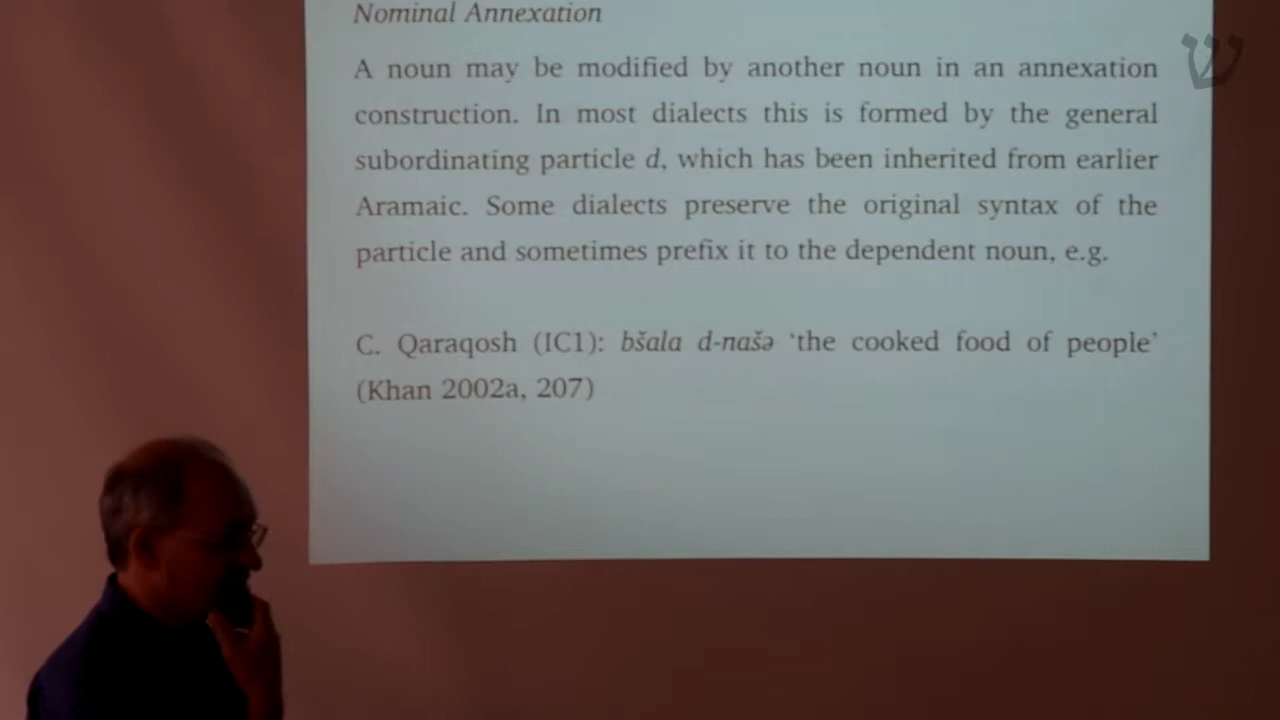 Nominal Annexation
A noun may be modified by another noun in an annexation
construction. In most dialects this is formed by the general
subordinating particle d, which has been inherited from earlier
Aramaic. Some dialects preserve the original syntax of the
particle and sometimes prefix it to the dependent noun, e.g.
C. Qaraqosh (IC1): bšala d-našə ‘the cooked food of people’
(Khan 2002a, 207)
ש